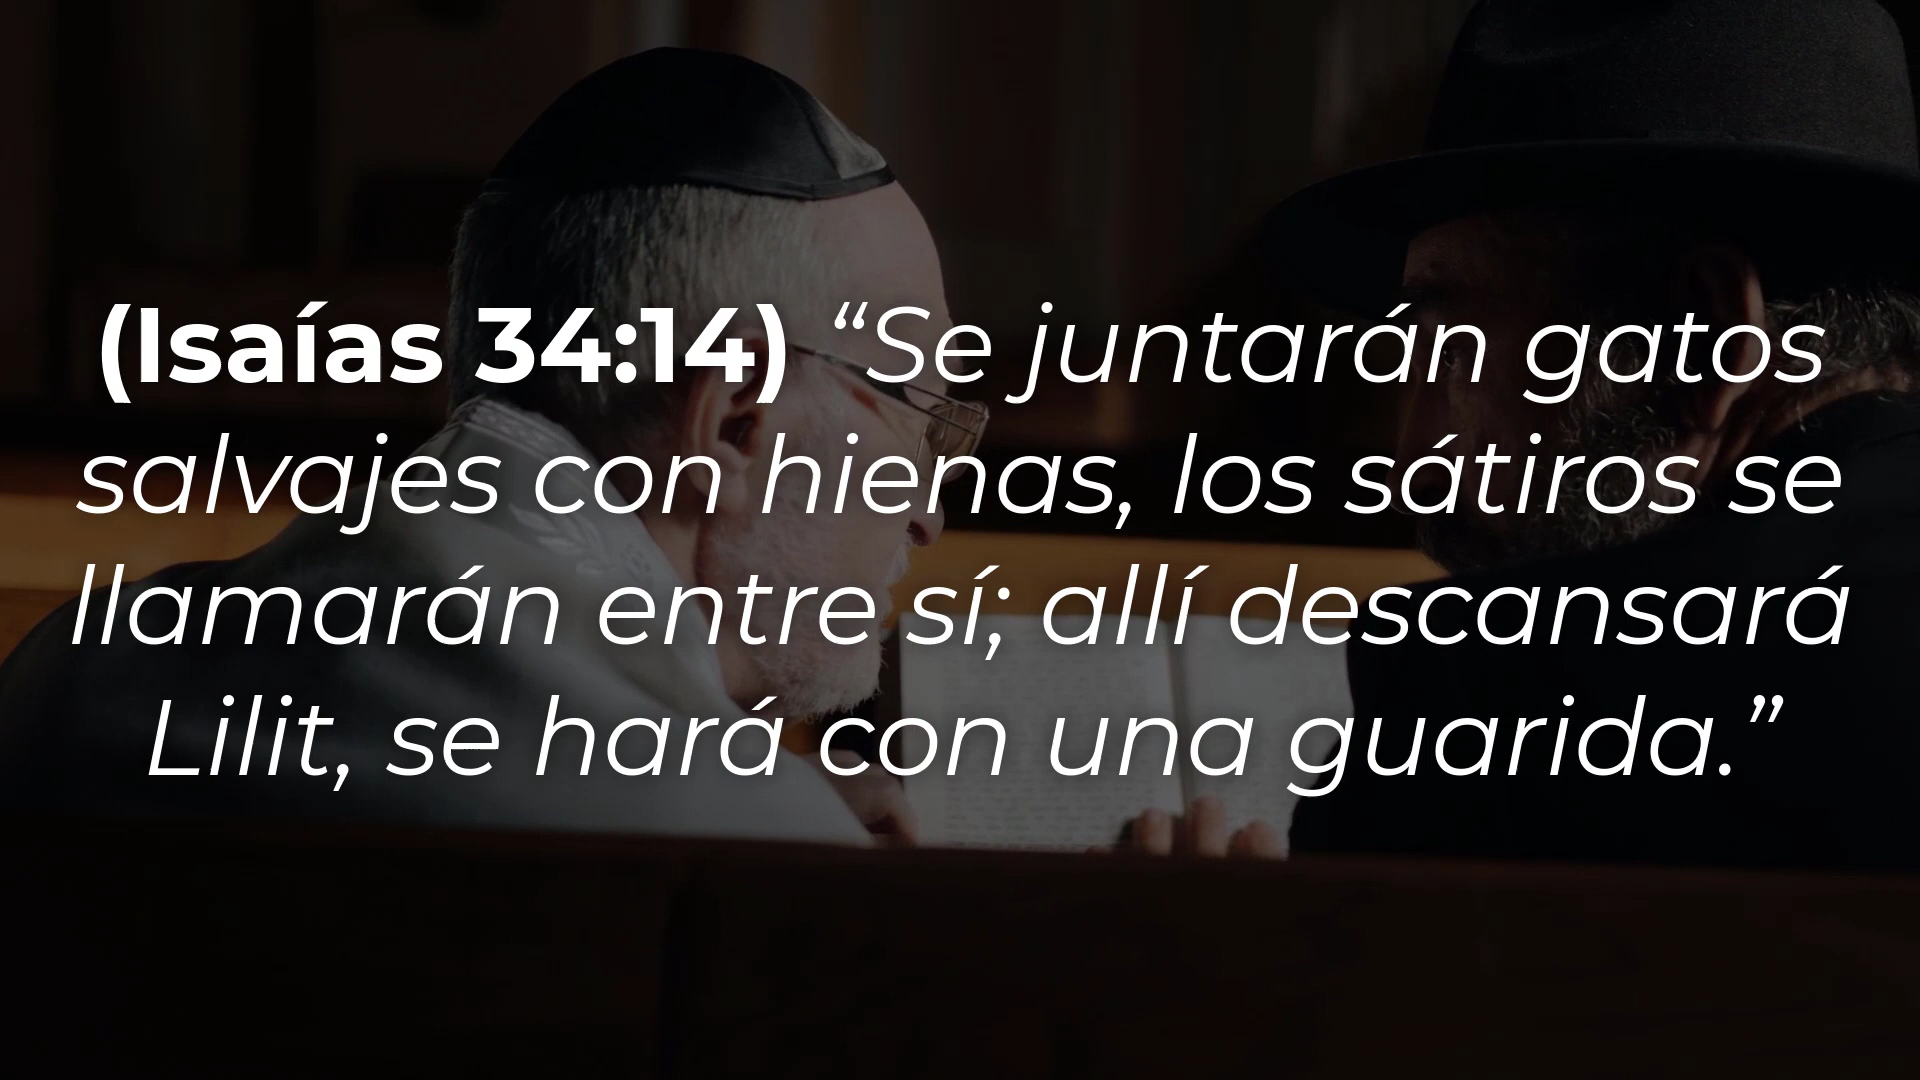 (Isaías 34:14) “Se juntarán gatos
salvajes con hienas, los sátiros se
llamarán entre sí; allí descansará
Lilit, se hará con una guarida.”